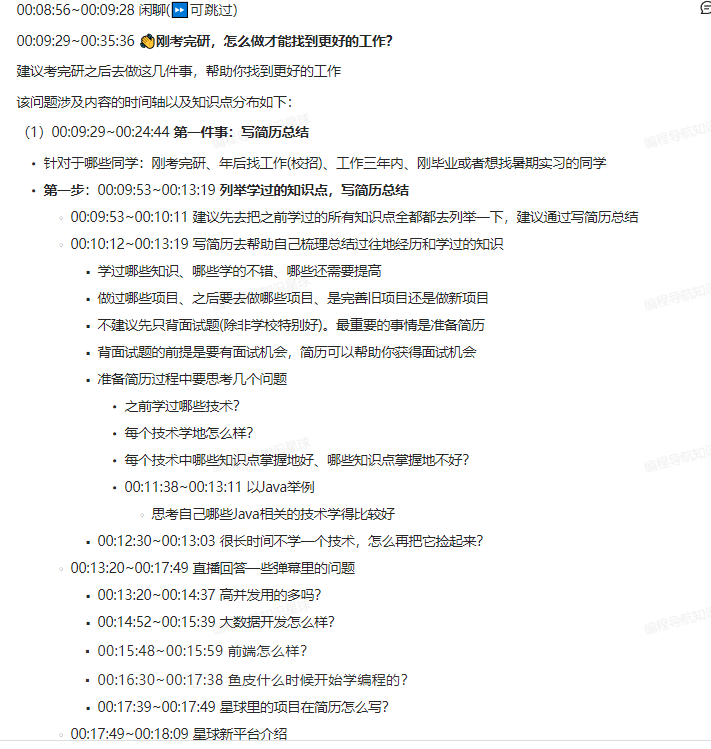 00:08:56~00:09:28 闲聊(⏩可跳过)
00:09:29~00:35:36 👏刚考完研，怎么做才能找到更好的工作？
建议考完研之后去做这几件事，帮助你找到更好的工作
该问题涉及内容的时间轴以及知识点分布如下：
（1）00:09:29~00:24:44 第一件事：写简历总结
• 针对于哪些同学：刚考完研、年后找工作(校招)、工作三年内、刚毕业或者想找暑期实习的同学
• 第一步：00:09:53~00:13:19 列举学过的知识点，写简历总结
◦ 00:09:53~00:10:11 建议先去把之前学过的所有知识点全都都去列举一下，建议通过写简历总结
◦ 00:10:12~00:13:19 写简历去帮助自己梳理总结过往地经历和学过的知识
▪ 学过哪些知识、哪些学的不错、哪些还需要提高
▪ 做过哪些项目、之后要去做哪些项目、是完善旧项目还是做新项目
▪ 不建议先只背面试题(除非学校特别好)。最重要的事情是准备简历
▪ 背面试题的前提是要有面试机会，简历可以帮助你获得面试机会
▪ 准备简历过程中要思考几个问题
• 之前学过哪些技术？
• 每个技术学地怎么样？
• 每个技术中哪些知识点掌握地好、哪些知识点掌握地不好？
• 00:11:38~00:13:11 以Java举例
◦ 思考自己哪些Java相关的技术学得比较好
▪ 00:12:30~00:13:03 很长时间不学一个技术，怎么再把它捡起来？
◦ 00:13:20~00:17:49 直播回答一些弹幕里的问题
▪ 00:13:20~00:14:37 高并发用的多吗？
▪ 00:14:52~00:15:39 大数据开发怎么样？
▪ 00:15:48~00:15:59 前端怎么样？
▪ 00:16:30~00:17:38 鱼皮什么时候开始学编程的？
▪ 00:17:39~00:17:49 星球里的项目在简历怎么写？
◦ 00:17:49~00:18:09 星球新平台介绍
编程导航知识
编程导航知识
编程导航知识
编程导航知识